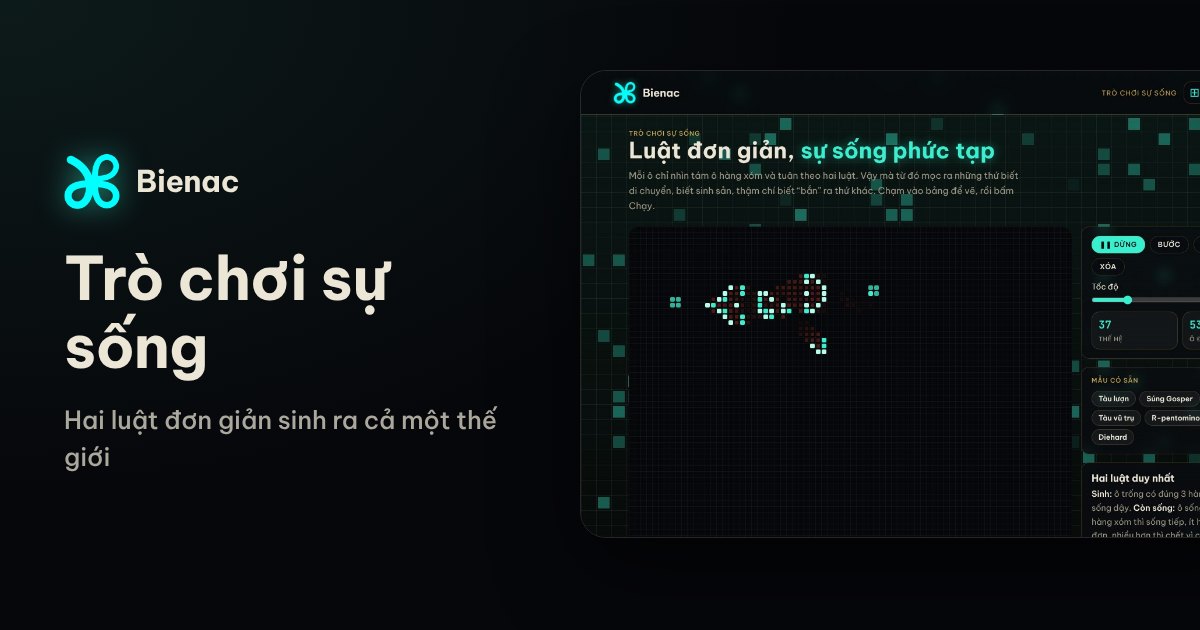 Bienac
Trò chơi sự
sống
Hai luật đơn giản sinh ra cả một thế
giới
Bienac
TRÒ CHƠI SỰ SỐNG
TRÒ CHƠI SỰ SỐNG
Luật đơn giản, sự sống phức tạp
Mỗi ô chỉ nhìn tám ô hàng xóm và tuân theo hai luật. Vậy mà từ đó mọc ra những thứ biết
di chuyển, biết sinh sản, thậm chí biết "bắn" ra thứ khác. Chạm vào bảng để vẽ, rồi bấm
Chạy.
DỪNG BƯỚC
XÓA
Tốc độ
37 53
THẾ HỆ
MẪU CÓ SẴN
Tàu lượn Súng Gosper
Tàu vũ trụ R-pentomino
Diehard
Hai luật duy nhất
Sinh: ô trống có đúng 3
sống dậy. Còn sống: ô
hàng xóm thì sống tiếp, ít
đơn, nhiều hơn thì chết vì